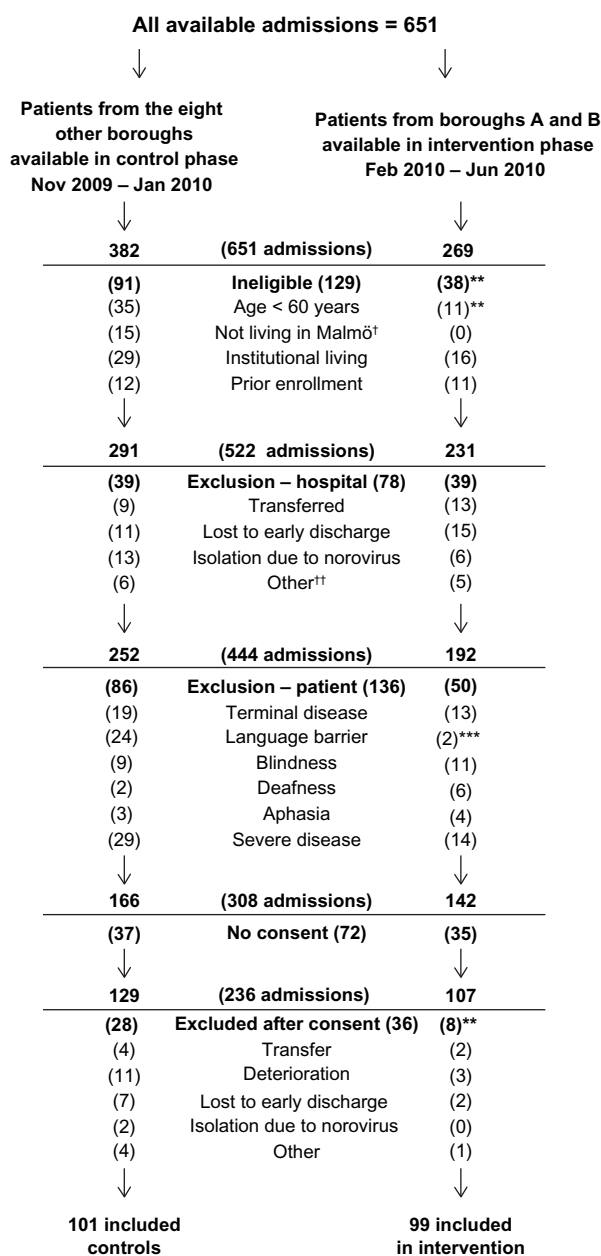 All available admissions = 651
Patients from the eight
other boroughs
available in control phase
Nov 2009 – Jan 2010
Patients from boroughs A and B
available in intervention phase
Feb 2010 – Jun 2010
382 (651 admissions) 269
(91) Ineligible (129) (38)**
(35) Age < 60 years (11)**
(15) Not living in Malmö† (0)
(29) Institutional living (16)
(12) Prior enrollment (11)
291 (522 admissions) 231
(39) Exclusion – hospital (78) (39)
(9) Transferred (13)
(11) Lost to early discharge (15)
(13) Isolation due to norovirus (6)
(6) Other†† (5)
252 (444 admissions) 192
(86) Exclusion – patient (136) (50)
(19) Terminal disease (13)
(24) Language barrier (2)***
(9) Blindness (11)
(2) Deafness (6)
(3) Aphasia (4)
(29) Severe disease (14)
166 (308 admissions) 142
(37) No consent (72) (35)
129 (236 admissions) 107
(28) Excluded after consent (36) (8)**
(4) Transfer (2)
(11) Deterioration (3)
(7) Lost to early discharge (2)
(2) Isolation due to norovirus (0)
(4) Other (1)
101 included
controls
99 included
in intervention